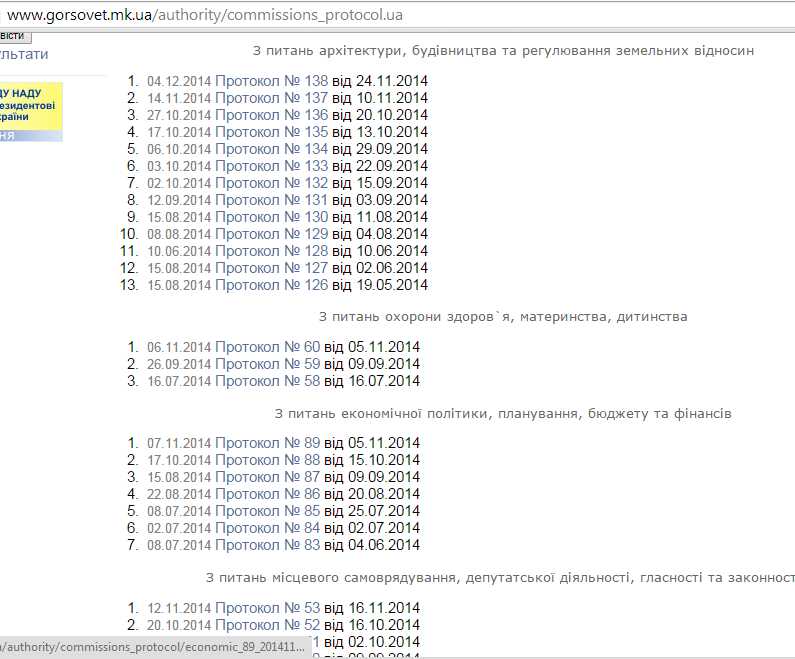 www.gorsovet.mk.ua/authority/commissions_protocol.ua
ВІСТИ
льтати
НАДУ
країни
З питань архітектури, будівництва та регулювання земельних відносин
1. 04.12.2014 Протокол № 138 від 24.11.2014
2. 14.11.2014 Протокол № 137 від 10.11.2014
3. 27.10.2014 Протокол № 136 від 20.10.2014
4. 17.10.2014 Протокол № 135 від 13.10.2014
5. 06.10.2014 Протокол № 134 від 29.09.2014
6. 03.10.2014 Протокол № 133 від 22.09.2014
7. 02.10.2014 Протокол № 132 від 15.09.2014
8. 12.09.2014 Протокол № 131 від 03.09.2014
9. 15.08.2014 Протокол № 130 від 11.08.2014
10. 08.08.2014 Протокол № 129 від 04.08.2014
11. 10.06.2014 Протокол № 128 від 10.06.2014
12. 15.08.2014 Протокол № 127 від 02.06.2014
13. 15.08.2014 Протокол № 126 від 19.05.2014
З питань охорони здоров`я, материнства, дитинства
1. 06.11.2014 Протокол № 60 від 05.11.2014
2. 26.09.2014 Протокол № 59 від 09.09.2014
3. 16.07.2014 Протокол № 58 від 16.07.2014
З питань економічної політики, планування, бюджету та фінансів
1. 07.11.2014 Протокол № 89 від 05.11.2014
2. 17.10.2014 Протокол № 88 від 15.10.2014
3. 15.08.2014 Протокол № 87 від 09.09.2014
4. 22.08.2014 Протокол № 86 від 20.08.2014
5. 08.07.2014 Протокол № 85 від 25.07.2014
6. 02.07.2014 Протокол № 84 від 02.07.2014
7. 08.07.2014 Протокол № 83 від 04.06.2014
З питань місцевого самоврядування, депутатської діяльності, гласності та законност
1. 12.11.2014 Протокол № 53 від 16.11.2014
2. 20.10.2014 Протокол № 52 від 16.10.2014
1 від 02.10.2014
/authority/commissions_protocol/economic_89_201411...